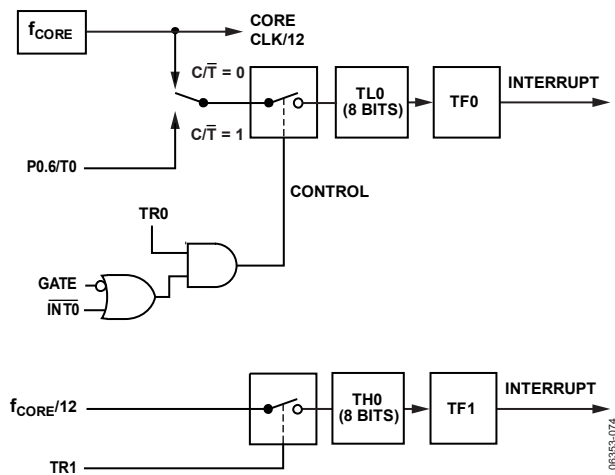 fCORE
CORE
CLK/12
C/T̅ = 0
TL0
(8 BITS)
TF0
INTERRUPT
C/T̅ = 1
P0.6/T0
CONTROL
TR0
GATE
I̅N̅T̅0̅
fCORE/12
TH0
(8 BITS)
TF1
INTERRUPT
TR1
06353-074